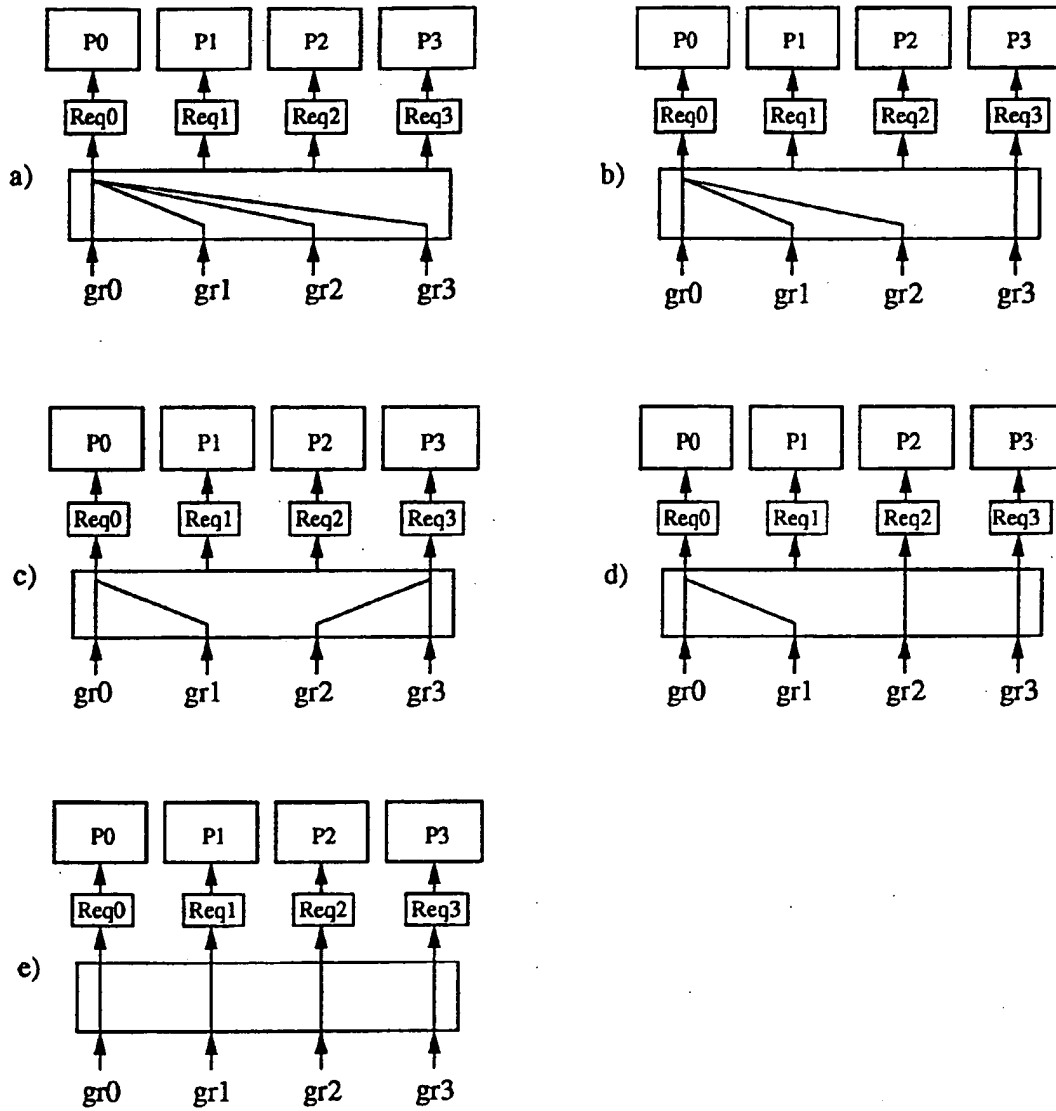 P0 P1 P2 P3
Req0 Req1 Req2 Req3
a)
gr0 gr1 gr2 gr3
P0 P1 P2 P3
Req0 Req1 Req2 Req3
b)
gr0 gr1 gr2 gr3
P0 P1 P2 P3
Req0 Req1 Req2 Req3
c)
gr0 gr1 gr2 gr3
P0 P1 P2 P3
Req0 Req1 Req2 Req3
d)
gr0 gr1 gr2 gr3
P0 P1 P2 P3
Req0 Req1 Req2 Req3
e)
gr0 gr1 gr2 gr3